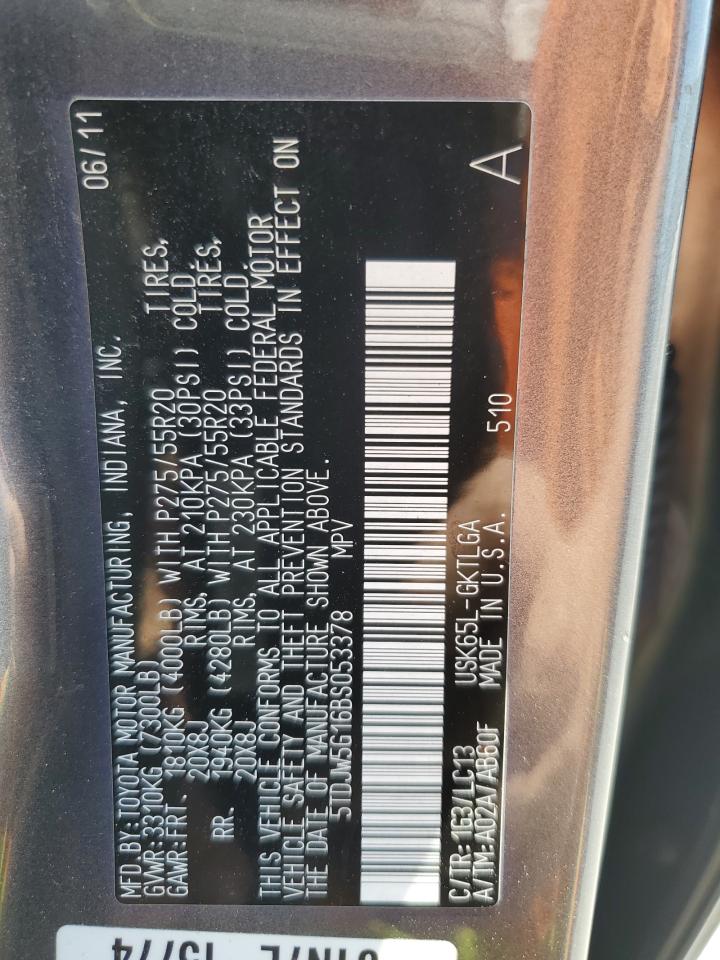 MFD.BY:TOYOTA MOTOR MANUFACTURING, INDIANA, INC. 06/11
GVWR:3310KG (7300LB)
GAWR:FRT. 1810KG (4000LB) WITH P275/55R20 TIRES,
20X8J RIMS, AT 210KPA (30PSI) COLD.
RR. 1940KG (4280LB) WITH P275/55R20 TIRES,
20X8J RIMS, AT 230KPA (33PSI) COLD.
THIS VEHICLE CONFORMS TO ALL APPLICABLE FEDERAL MOTOR
VEHICLE SAFETY AND THEFT PREVENTION STANDARDS IN EFFECT ON
THE DATE OF MANUFACTURE SHOWN ABOVE.
5TDJW5G16BS053378 MPV
C/TR:1G3/LC13 USK65L-GKTLGA
A/TM:A02A/AB60F MADE IN U.S.A. 510 A